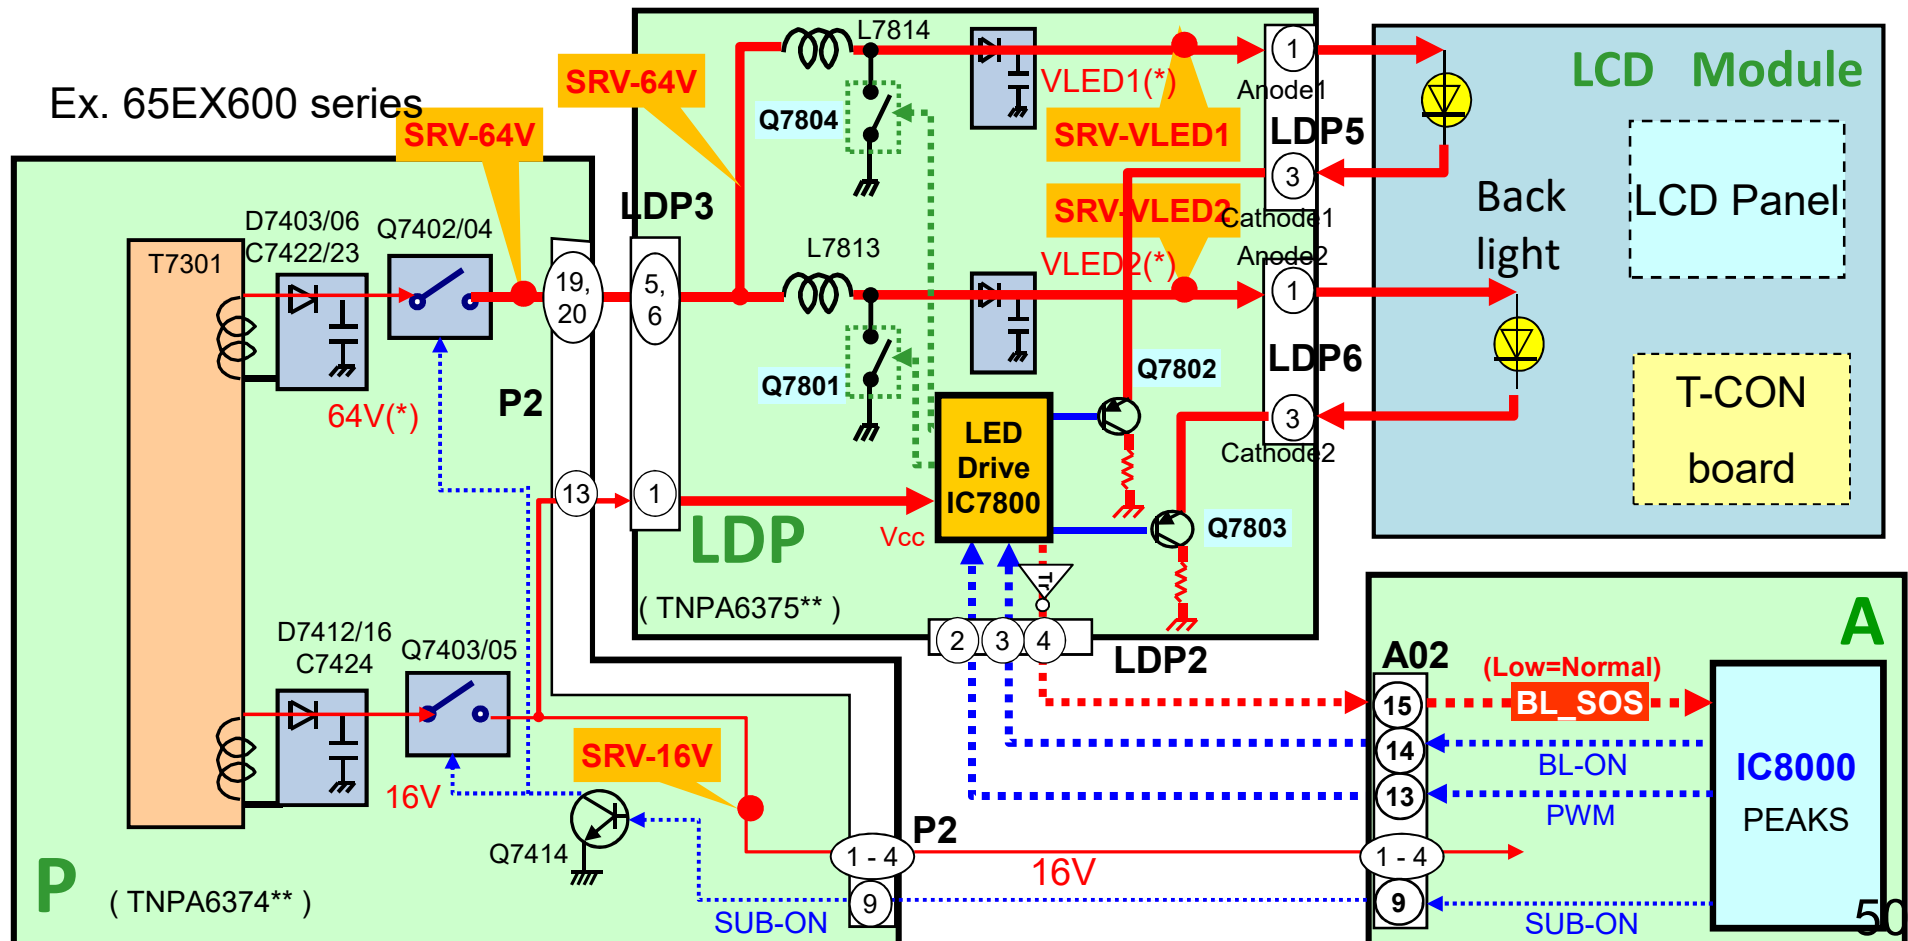 Ex. 65EX600 series
SRV-64V
SRV-64V
L7814
Q7804
VLED1(*)
SRV-VLED1
1
Anode1
LDP5
3
Cathode1
LCD Module
LCD Panel
Back
light
T-CON
board
D7403/06
C7422/23
Q7402/04
T7301
64V(*)
P2
19,
20
13
LDP3
5,
6
1
L7813
Q7801
SRV-VLED2
VLED2(*)
Anode2
1
LDP6
3
Cathode2
Q7802
Q7803
LED
Drive
IC7800
Vcc
LDP
( TNPA6375** )
Tr
2
3
4
LDP2
D7412/16
C7424
Q7403/05
16V
SRV-16V
Q7414
P
( TNPA6374** )
SUB-ON
P2
1 - 4
9
16V
A
A02
15
14
13
1 - 4
9
(Low=Normal)
BL_SOS
BL-ON
PWM
SUB-ON
IC8000
PEAKS
50